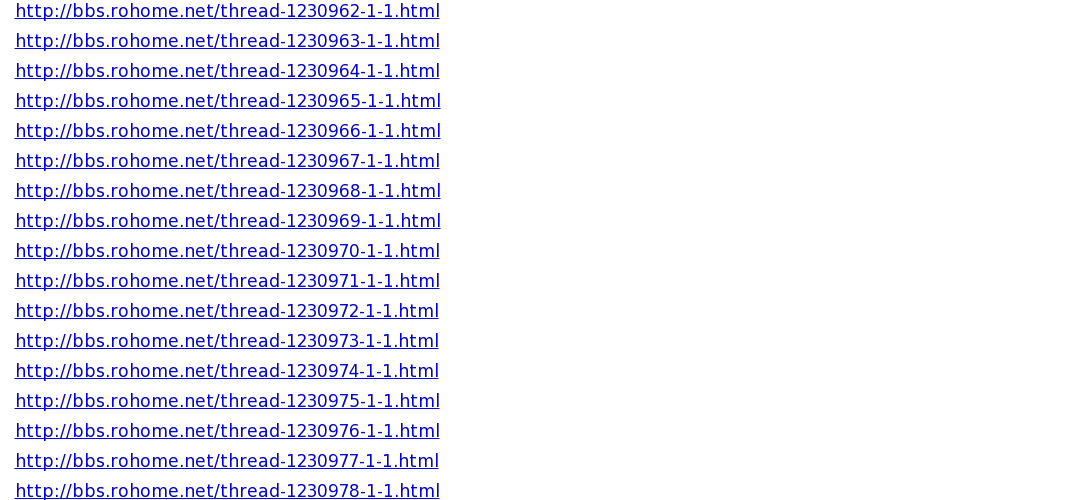 http://bbs.rohome.net/thread-1230962-1-1.html
http://bbs.rohome.net/thread-1230963-1-1.html
http://bbs.rohome.net/thread-1230964-1-1.html
http://bbs.rohome.net/thread-1230965-1-1.html
http://bbs.rohome.net/thread-1230966-1-1.html
http://bbs.rohome.net/thread-1230967-1-1.html
http://bbs.rohome.net/thread-1230968-1-1.html
http://bbs.rohome.net/thread-1230969-1-1.html
http://bbs.rohome.net/thread-1230970-1-1.html
http://bbs.rohome.net/thread-1230971-1-1.html
http://bbs.rohome.net/thread-1230972-1-1.html
http://bbs.rohome.net/thread-1230973-1-1.html
http://bbs.rohome.net/thread-1230974-1-1.html
http://bbs.rohome.net/thread-1230975-1-1.html
http://bbs.rohome.net/thread-1230976-1-1.html
http://bbs.rohome.net/thread-1230977-1-1.html
http://bbs.rohome.net/thread-1230978-1-1.html